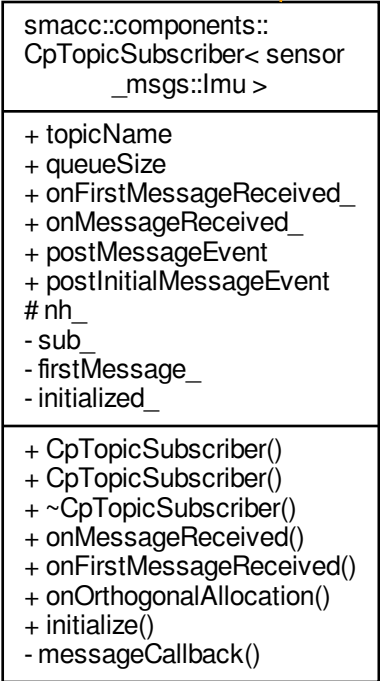 smacc::components::
CpTopicSubscriber< sensor
_msgs::Imu >
+ topicName
+ queueSize
+ onFirstMessageReceived_
+ onMessageReceived_
+ postMessageEvent
+ postInitialMessageEvent
# nh_
- sub_
- firstMessage_
- initialized_
+ CpTopicSubscriber()
+ CpTopicSubscriber()
+ ~CpTopicSubscriber()
+ onMessageReceived()
+ onFirstMessageReceived()
+ onOrthogonalAllocation()
+ initialize()
- messageCallback()